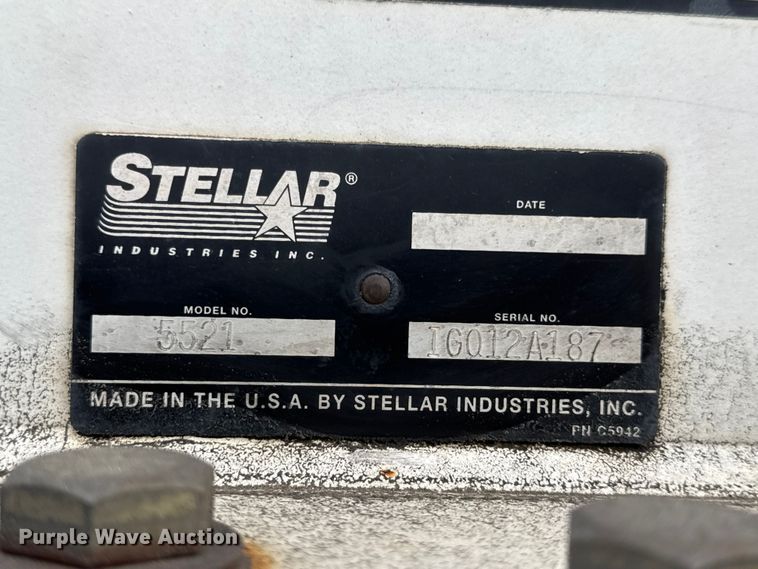 STELLAR®
INDUSTRIES INC.
DATE
MODEL NO.
5521
SERIAL NO.
IG012A187
MADE IN THE U.S.A. BY STELLAR INDUSTRIES, INC.
PN C5942
Purple Wave Auction